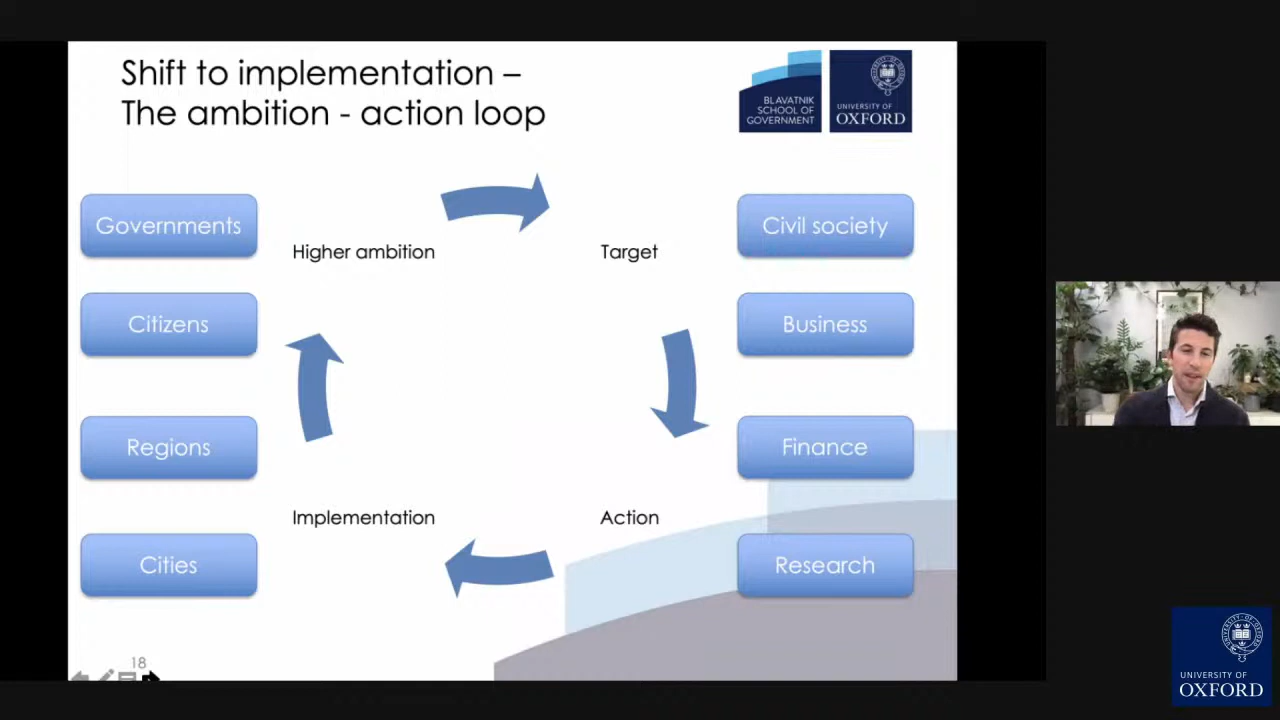 Shift to implementation –
The ambition - action loop
BLAVATNIK
SCHOOL OF
GOVERNMENT
UNIVERSITY OF
OXFORD
Governments
Civil society
Higher ambition
Target
Citizens
Business
Regions
Finance
Implementation
Action
Cities
Research
18
UNIVERSITY OF
OXFORD